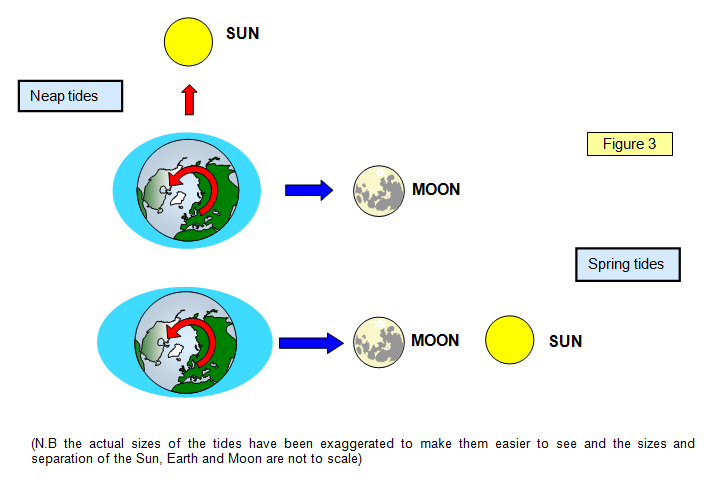 SUN
Neap tides
Figure 3
MOON
Spring tides
MOON
SUN
(N.B the actual sizes of the tides have been exaggerated to make them easier to see and the sizes and
separation of the Sun, Earth and Moon are not to scale)